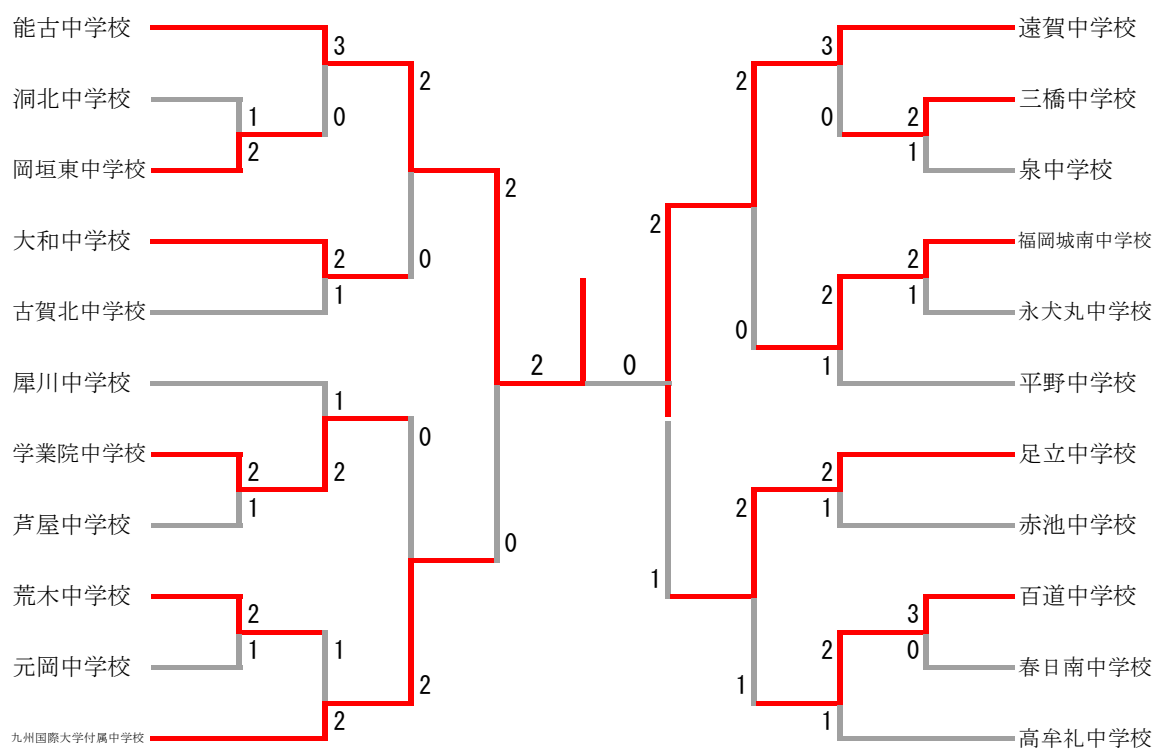 能古中学校
3
2
洞北中学校
1
0
2
岡垣東中学校
2
大和中学校
2
0
1
古賀北中学校
犀川中学校
1
0
学業院中学校
2
2
1
芦屋中学校
0
荒木中学校
2
1
1
元岡中学校
2
2
九州国際大学付属中学校
2
0
遠賀中学校
3
2
三橋中学校
2
0
1
泉中学校
2
福岡城南中学校
2
1
2
永犬丸中学校
0
1
平野中学校
足立中学校
2
1
2
赤池中学校
1
百道中学校
3
0
2
春日南中学校
1
1
高牟礼中学校